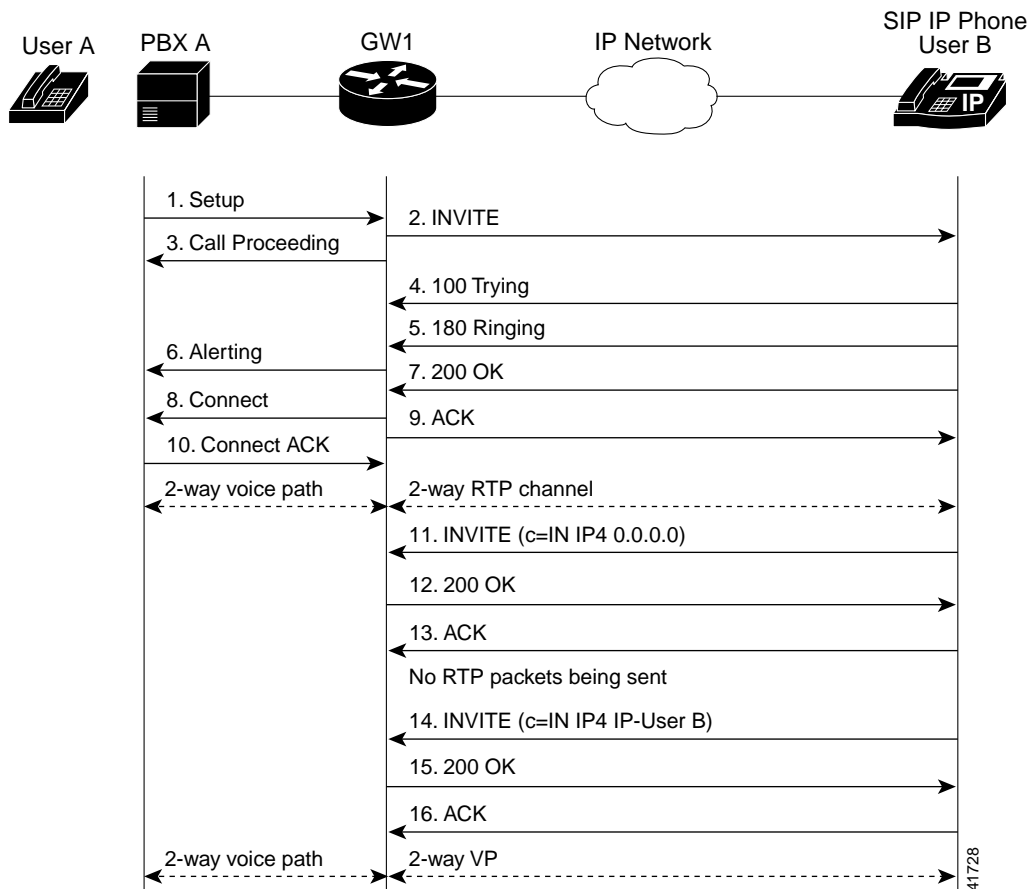 User A
PBX A
GW1
IP Network
SIP IP Phone
User B
IP
1. Setup
2. INVITE
3. Call Proceeding
4. 100 Trying
5. 180 Ringing
6. Alerting
7. 200 OK
8. Connect
9. ACK
10. Connect ACK
2-way voice path
2-way RTP channel
11. INVITE (c=IN IP4 0.0.0.0)
12. 200 OK
13. ACK
No RTP packets being sent
14. INVITE (c=IN IP4 IP-User B)
15. 200 OK
16. ACK
2-way voice path
2-way VP
41728